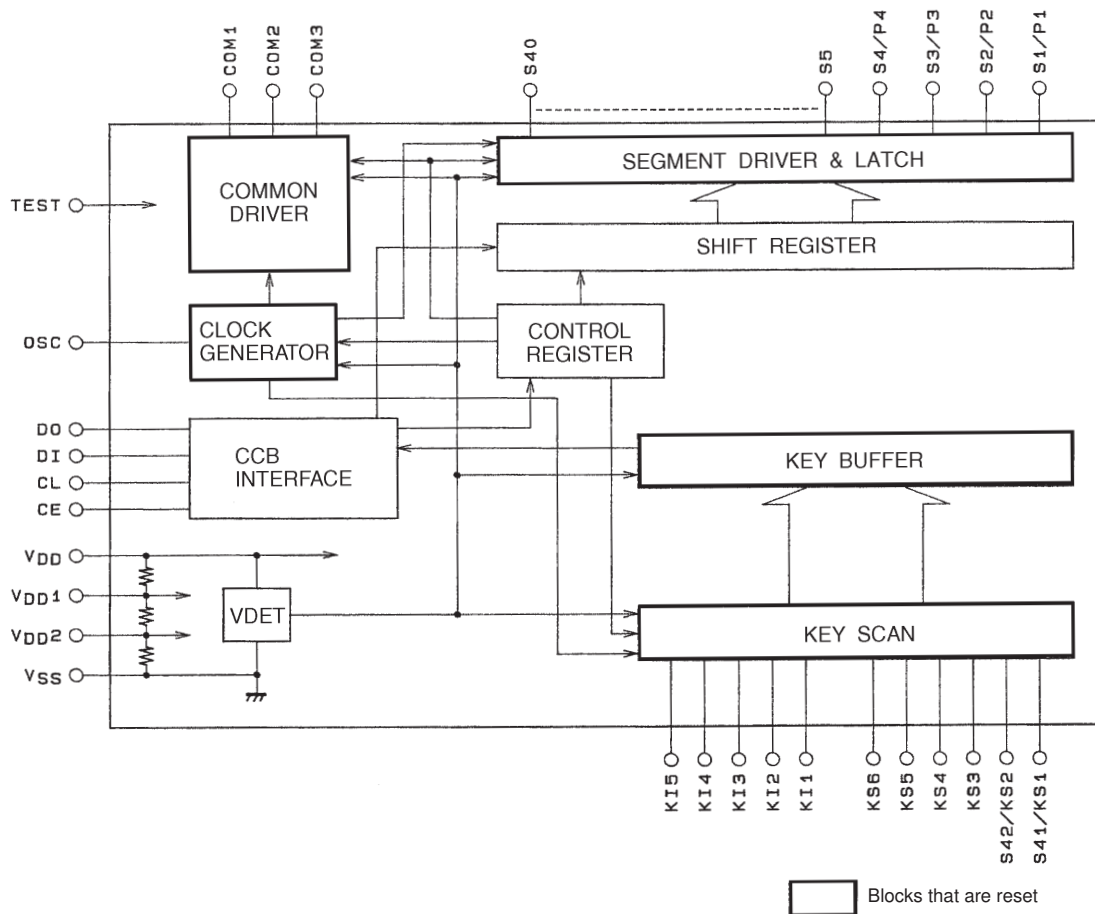 COM1
COM2
COM3
S40
S5
S4/P4
S3/P3
S2/P2
S1/P1
COMMON
DRIVER
SEGMENT DRIVER & LATCH
TEST
SHIFT REGISTER
OSC
CLOCK
GENERATOR
CONTROL
REGISTER
DO
DI
CL
CE
CCB
INTERFACE
KEY BUFFER
VDD
VDD1
VDD2
VSS
VDET
KEY SCAN
KI5
KI4
KI3
KI2
KI1
KS6
KS5
KS4
KS3
S42/KS2
S41/KS1
Blocks that are reset